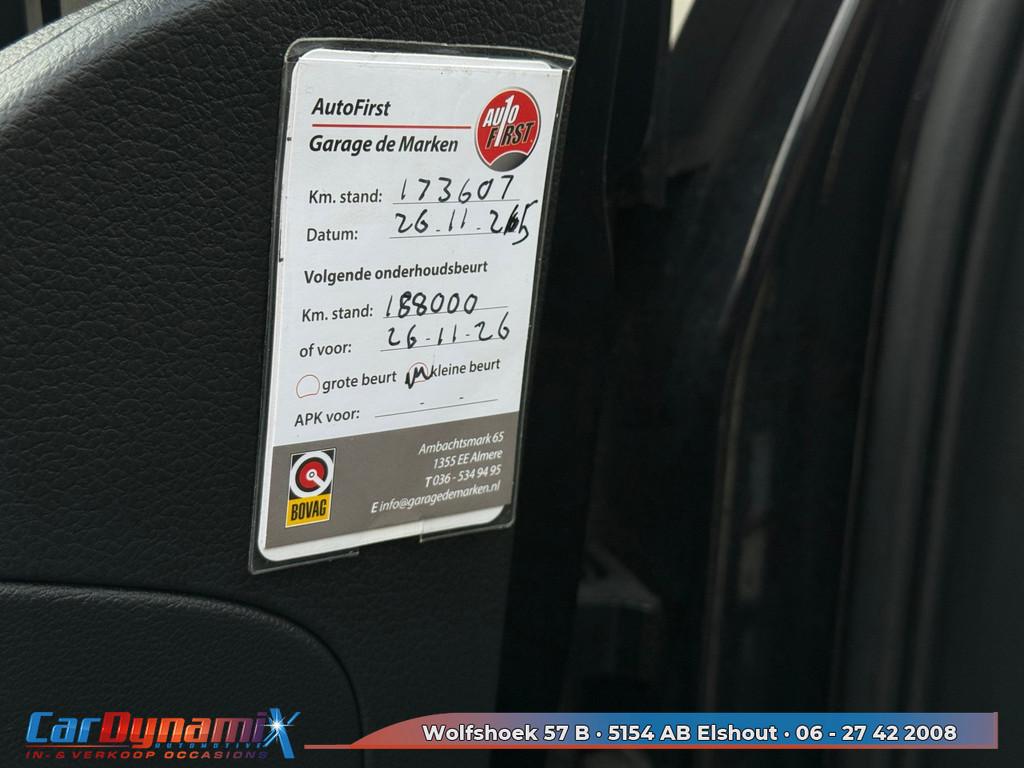 AutoFirst
Garage de Marken
AUTO
FIRST
Km. stand: 173607
Datum: 26-11-25
Volgende onderhoudsbeurt
Km. stand: 188000
of voor: 26-11-26
grote beurt kleine beurt
APK voor: - -
BOVAG
Ambachtsmark 65
1355 EE Almere
T 036 - 534 94 95
E info@garagedemarken.nl
CarDynamiX
AUTOMOTIVE
IN- & VERKOOP OCCASIONS
Wolfshoek 57 B • 5154 AB Elshout • 06 - 27 42 2008